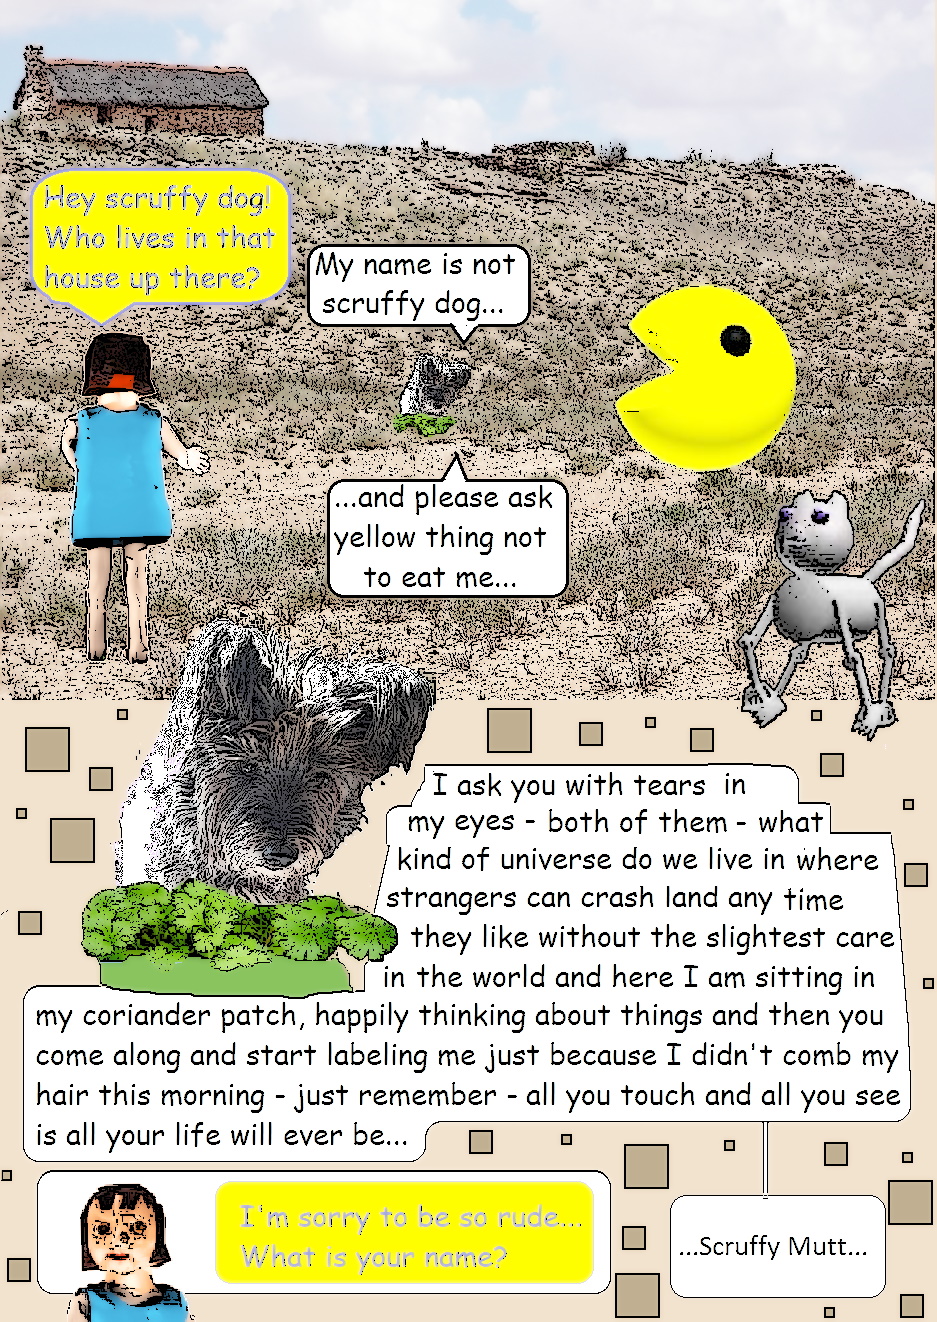 Hey scruffy dog!
Who lives in that
house up there?
My name is not
scruffy dog...
...and please ask
yellow thing not
to eat me...
I ask you with tears in
my eyes - both of them - what
kind of universe do we live in where
strangers can crash land any time
they like without the slightest care
in the world and here I am sitting in
my coriander patch, happily thinking about things and then you
come along and start labeling me just because I didn't comb my
hair this morning - just remember - all you touch and all you see
is all your life will ever be...
I'm sorry to be so rude...
What is your name?
...Scruffy Mutt...